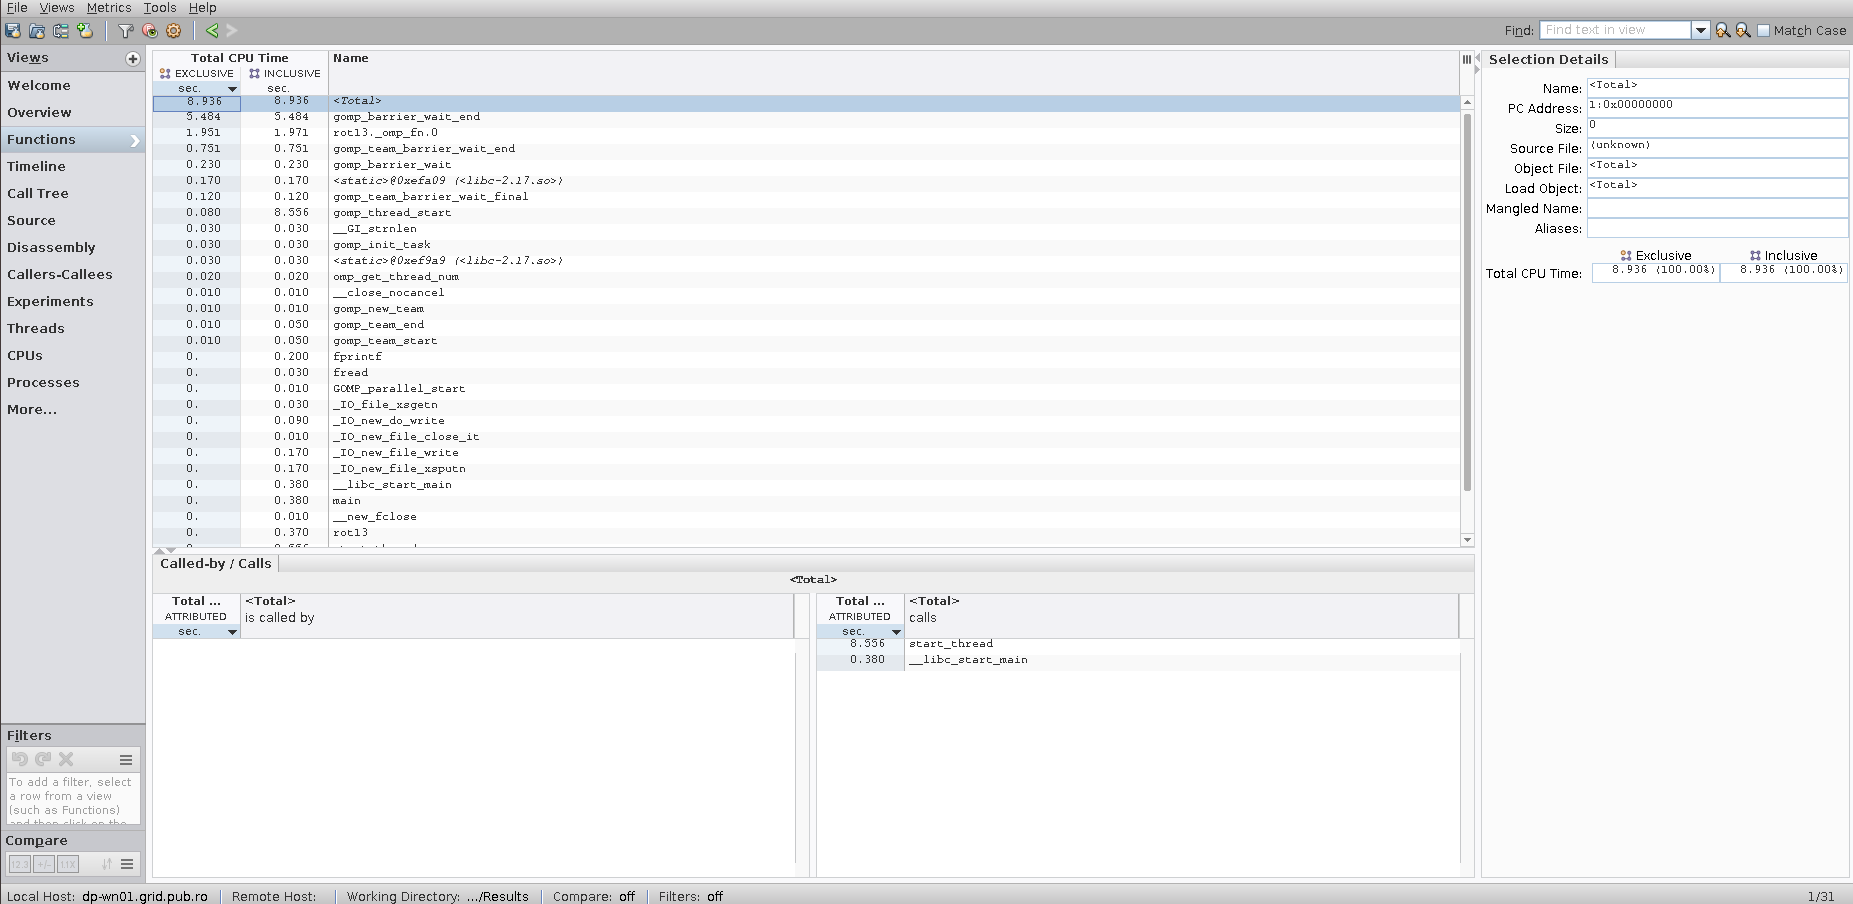 File Views Metrics Tools Help
Find: Find text in view Match Case
Views
Welcome
Overview
Functions
Timeline
Call Tree
Source
Disassembly
Callers-Callees
Experiments
Threads
CPUs
Processes
More...
Filters
To add a filter, select
a row from a view
(such as Functions)
and then click on the
Compare
12.3 +/- 1.1X
Total CPU Time Name
EXCLUSIVE INCLUSIVE
sec. sec.
8.936 8.936 <Total>
5.484 5.484 gomp_barrier_wait_end
1.951 1.971 rot13._omp_fn.0
0.751 0.751 gomp_team_barrier_wait_end
0.230 0.230 gomp_barrier_wait
0.170 0.170 <static>@0xefa09 (<libc-2.17.so>)
0.120 0.120 gomp_team_barrier_wait_final
0.080 8.556 gomp_thread_start
0.030 0.030 __GI_strnlen
0.030 0.030 gomp_init_task
0.030 0.030 <static>@0xef9a9 (<libc-2.17.so>)
0.020 0.020 omp_get_thread_num
0.010 0.010 __close_nocancel
0.010 0.010 gomp_new_team
0.010 0.050 gomp_team_end
0.010 0.050 gomp_team_start
0. 0.200 fprintf
0. 0.030 fread
0. 0.010 GOMP_parallel_start
0. 0.030 _IO_file_xsgetn
0. 0.090 _IO_new_do_write
0. 0.010 _IO_new_file_close_it
0. 0.170 _IO_new_file_write
0. 0.170 _IO_new_file_xsputn
0. 0.380 __libc_start_main
0. 0.380 main
0. 0.010 __new_fclose
0. 0.370 rot13
Called-by / Calls
<Total>
Total ... <Total>
ATTRIBUTED is called by
sec.
Total ... <Total>
ATTRIBUTED calls
sec.
8.556 start_thread
0.380 __libc_start_main
Selection Details
Name: <Total>
PC Address: 1:0x00000000
Size: 0
Source File: (unknown)
Object File: <Total>
Load Object: <Total>
Mangled Name:
Aliases:
Exclusive Inclusive
Total CPU Time: 8.936 (100.00%) 8.936 (100.00%)
Local Host: dp-wn01.grid.pub.ro Remote Host: Working Directory: .../Results Compare: off Filters: off 1/31